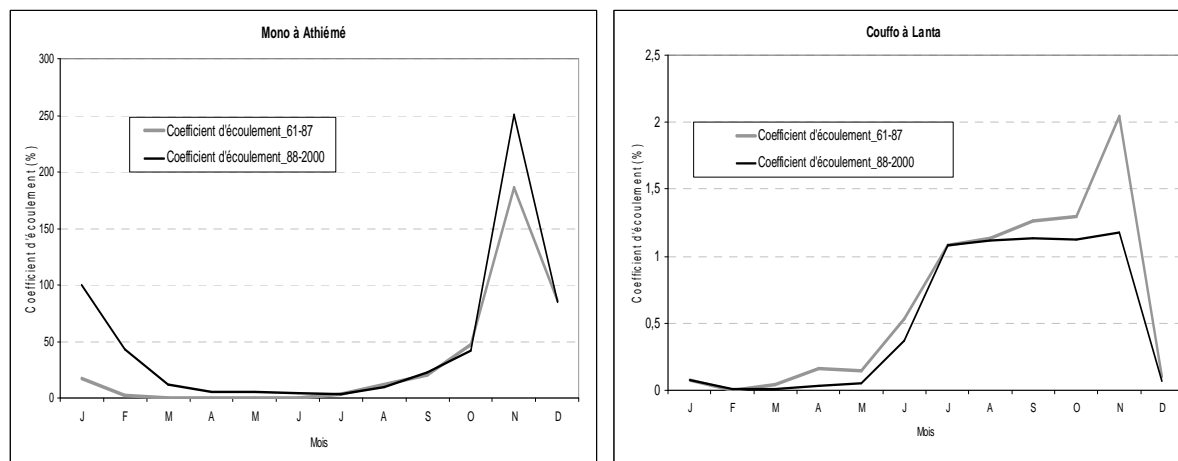 Mono à Athiémé
Coefficient d'écoulement (%)
300
250
200
150
100
50
0
Coefficient d'écoulement_61-87
Coefficient d'écoulement_88-2000
J F M A M J J A S O N D
Mois
Couffo à Lanta
Coefficient d'écoulement (%)
2,5
2
1,5
1
0,5
0
Coefficient d'écoulement_61-87
Coefficient d'écoulement_88-2000
J F M A M J J A S O N D
Mois